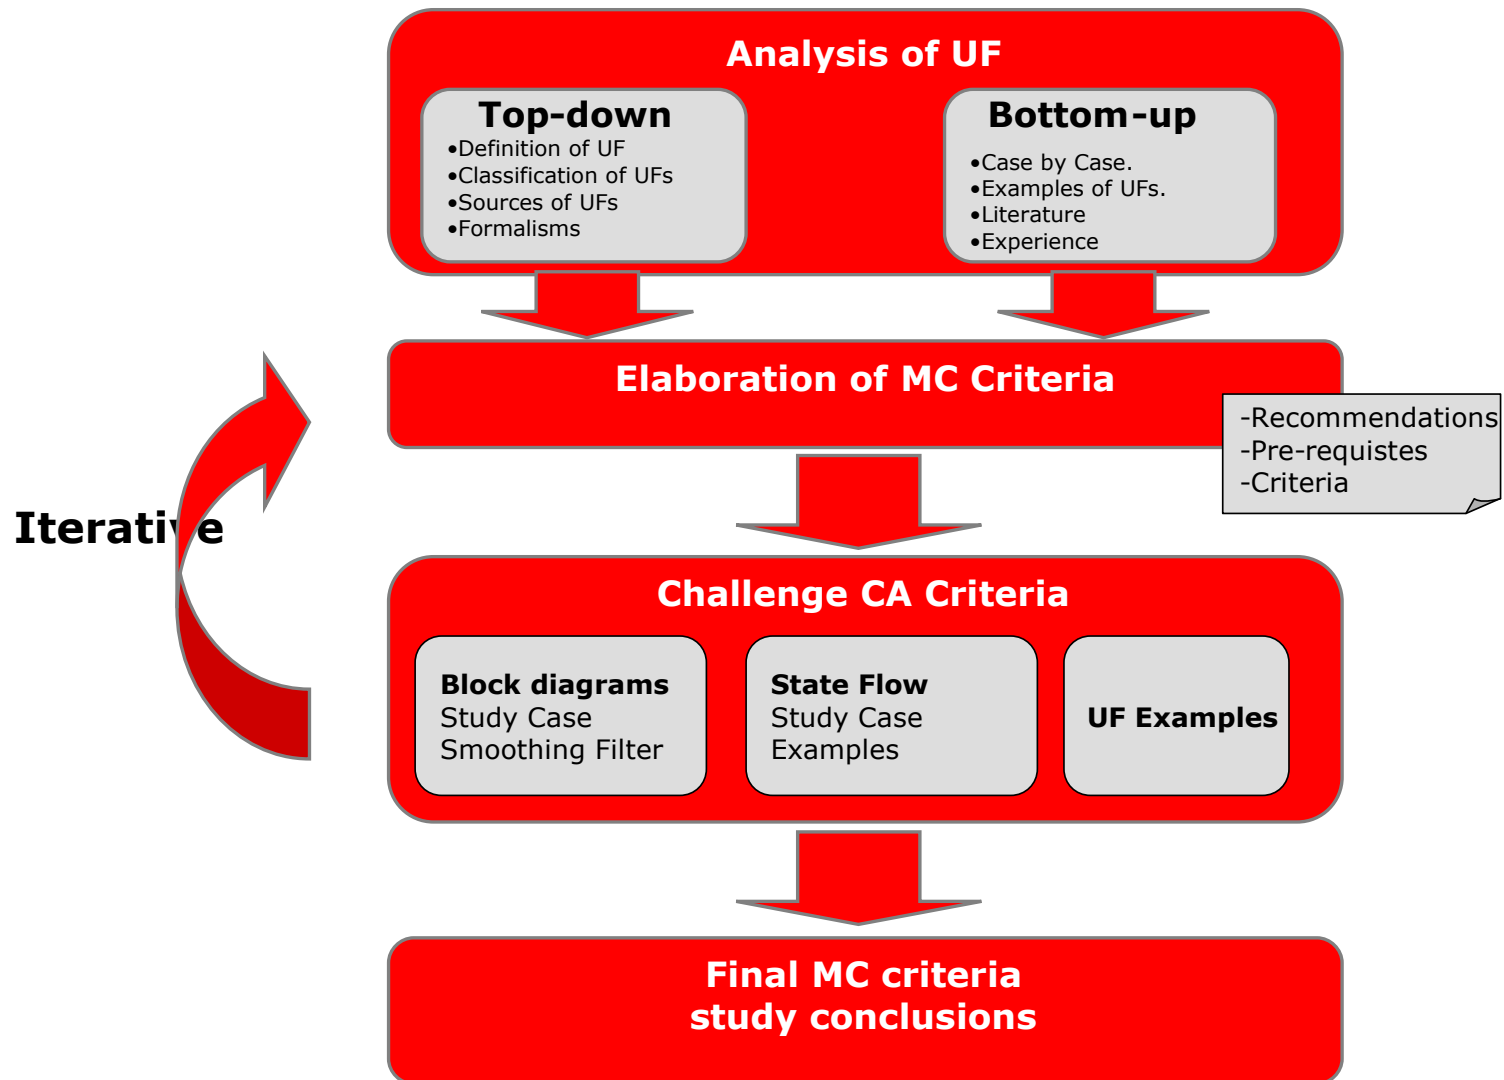 Analysis of UF
Top-down
•Definition of UF
•Classification of UFs
•Sources of UFs
•Formalisms
Bottom-up
•Case by Case.
•Examples of UFs.
•Literature
•Experience
Elaboration of MC Criteria
-Recommendations
-Pre-requistes
-Criteria
Iterative
Challenge CA Criteria
Block diagrams
Study Case
Smoothing Filter
State Flow
Study Case
Examples
UF Examples
Final MC criteria
study conclusions